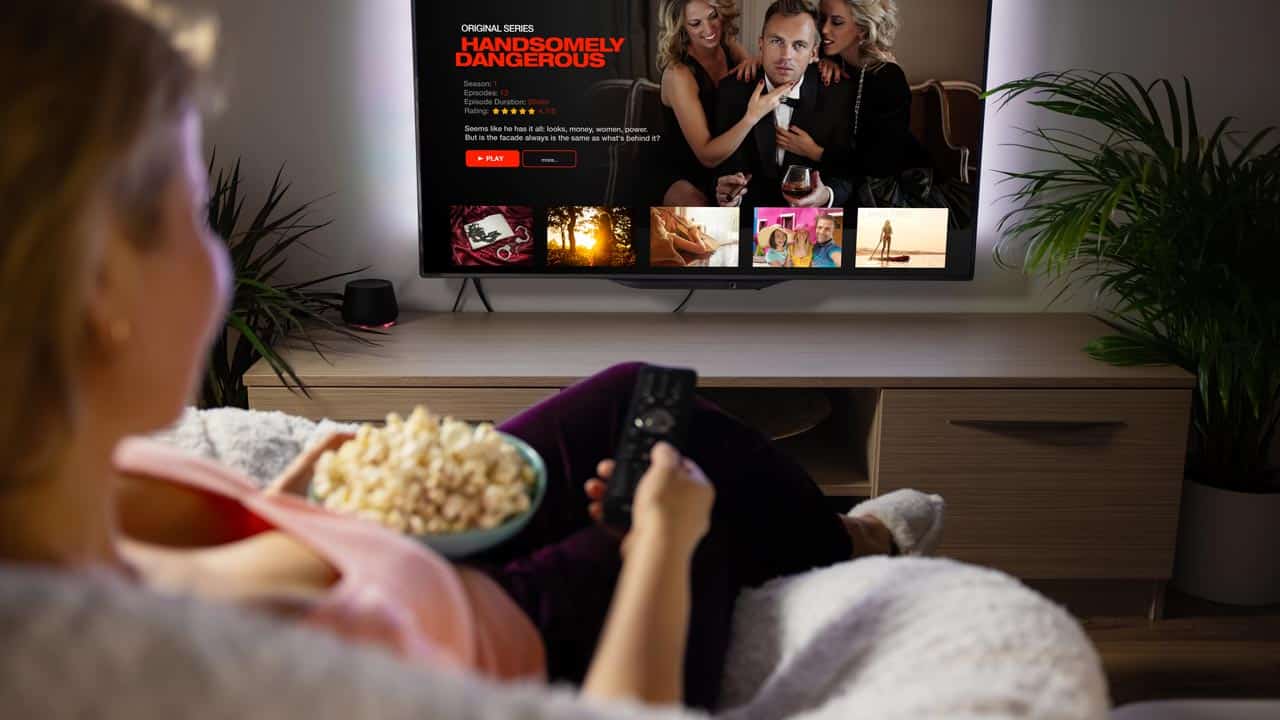 ORIGINAL SERIES
HANDSOMELY
DANGEROUS
Season: 1
Episodes: 13
Episode Duration:
Rating: ★★★★★
Seems like he has it all: looks, money, women, power.
But is the facade always is the same as what's behind it?
► PLAY
more...